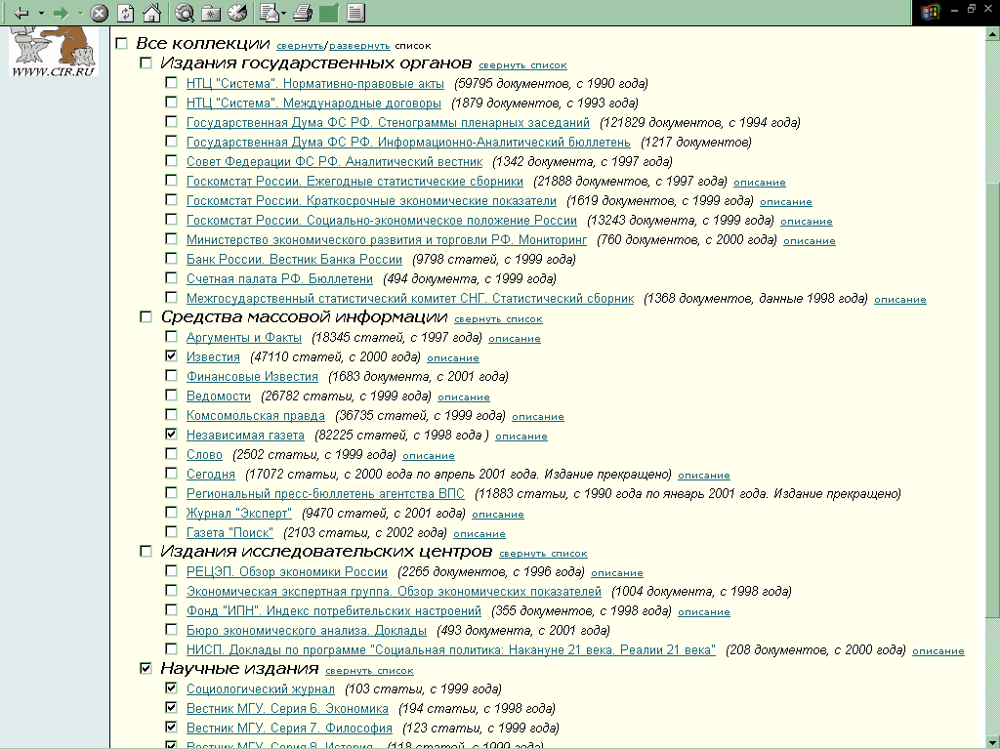 WWW.CIR.RU
Все коллекции свернуть/развернуть список
Издания государственных органов свернуть список
НТЦ "Система". Нормативно-правовые акты (59795 документов, с 1990 года)
НТЦ "Система". Международные договоры (1879 документов, с 1993 года)
Государственная Дума ФС РФ. Стенограммы пленарных заседаний (121829 документов, с 1994 года)
Государственная Дума ФС РФ. Информационно-Аналитический бюллетень (1217 документов)
Совет Федерации ФС РФ. Аналитический вестник (1342 документа, с 1997 года)
Госкомстат России. Ежегодные статистические сборники (21888 документов, с 1997 года) описание
Госкомстат России. Краткосрочные экономические показатели (1619 документов, с 1999 года) описание
Госкомстат России. Социально-экономическое положение России (13243 документа, с 1999 года) описание
Министерство экономического развития и торговли РФ. Мониторинг (760 документов, с 2000 года) описание
Банк России. Вестник Банка России (9798 статей, с 1999 года)
Счетная палата РФ. Бюллетени (494 документа, с 1999 года)
Межгосударственный статистический комитет СНГ. Статистический сборник (1368 документов, данные 1998 года) описание
Средства массовой информации свернуть список
Аргументы и Факты (18345 статей, с 1997 года) описание
Известия (47110 статей, с 2000 года) описание
Финансовые Известия (1683 документа, с 2001 года)
Ведомости (26782 статьи, с 1999 года) описание
Комсомольская правда (36735 статей, с 1999 года) описание
Независимая газета (82225 статей, с 1998 года ) описание
Слово (2502 статьи, с 1999 года) описание
Сегодня (17072 статьи, с 2000 года по апрель 2001 года. Издание прекращено) описание
Региональный пресс-бюллетень агентства ВПС (11883 статьи, с 1990 года по январь 2001 года. Издание прекращено)
Журнал "Эксперт" (9470 статей, с 2001 года) описание
Газета "Поиск" (2103 статьи, с 2002 года) описание
Издания исследовательских центров свернуть список
РЕЦЭП. Обзор экономики России (2265 документов, с 1996 года) описание
Экономическая экспертная группа. Обзор экономических показателей (1004 документа, с 1998 года)
Фонд "ИПН". Индекс потребительских настроений (355 документов, с 1998 года) описание
Бюро экономического анализа. Доклады (493 документа, с 2001 года)
НИСП. Доклады по программе "Социальная политика: Накануне 21 века. Реалии 21 века" (208 документов, с 2000 года) описание
Научные издания свернуть список
Социологический журнал (103 статьи, с 1999 года)
Вестник МГУ. Серия 6. Экономика (194 статьи, с 1998 года)
Вестник МГУ. Серия 7. Философия (123 статьи, с 1999 года)
Вестник МГУ. Серия 8. История (118 статей, с 1999 года)